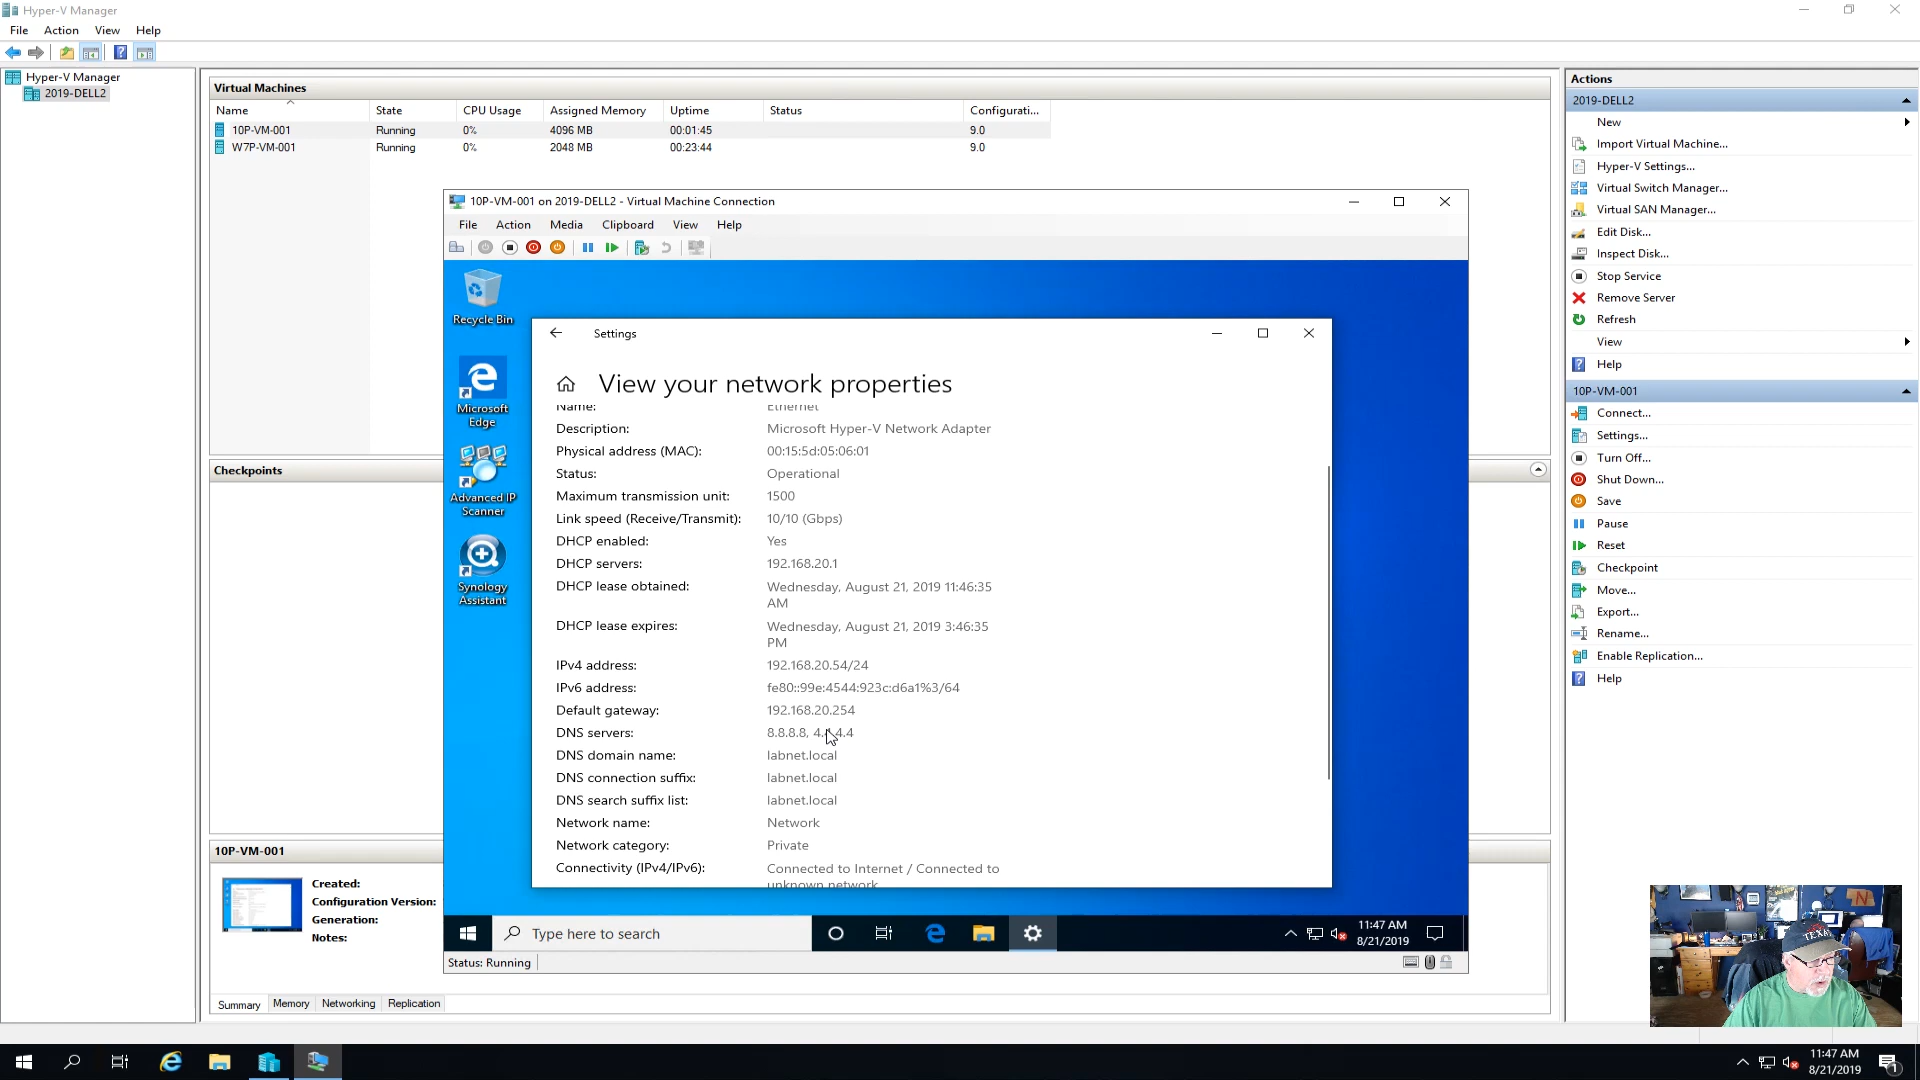 Hyper-V Manager
File Action View Help
Hyper-V Manager
2019-DELL2
Virtual Machines
Name State CPU Usage Assigned Memory Uptime Status Configurati...
10P-VM-001 Running 0% 4096 MB 00:01:45 9.0
W7P-VM-001 Running 0% 2048 MB 00:23:44 9.0
Checkpoints
10P-VM-001
Created:
Configuration Version:
Generation:
Notes:
Summary Memory Networking Replication
10P-VM-001 on 2019-DELL2 - Virtual Machine Connection
File Action Media Clipboard View Help
Recycle Bin
Microsoft
Edge
Advanced IP
Scanner
Synology
Assistant
Settings
View your network properties
Name: Ethernet
Description: Microsoft Hyper-V Network Adapter
Physical address (MAC): 00:15:5d:05:06:01
Status: Operational
Maximum transmission unit: 1500
Link speed (Receive/Transmit): 10/10 (Gbps)
DHCP enabled: Yes
DHCP servers: 192.168.20.1
DHCP lease obtained: Wednesday, August 21, 2019 11:46:35
AM
DHCP lease expires: Wednesday, August 21, 2019 3:46:35
PM
IPv4 address: 192.168.20.54/24
IPv6 address: fe80::99e:4544:923c:d6a1%3/64
Default gateway: 192.168.20.254
DNS servers: 8.8.8.8, 4.4.4.4
DNS domain name: labnet.local
DNS connection suffix: labnet.local
DNS search suffix list: labnet.local
Network name: Network
Network category: Private
Connectivity (IPv4/IPv6): Connected to Internet / Connected to
unknown network
Type here to search
11:47 AM
8/21/2019
Status: Running
Actions
2019-DELL2
New
Import Virtual Machine...
Hyper-V Settings...
Virtual Switch Manager...
Virtual SAN Manager...
Edit Disk...
Inspect Disk...
Stop Service
Remove Server
Refresh
View
Help
10P-VM-001
Connect...
Settings...
Turn Off...
Shut Down...
Save
Pause
Reset
Checkpoint
Move...
Export...
Rename...
Enable Replication...
Help
N
TEXAS
11:47 AM
8/21/2019
1